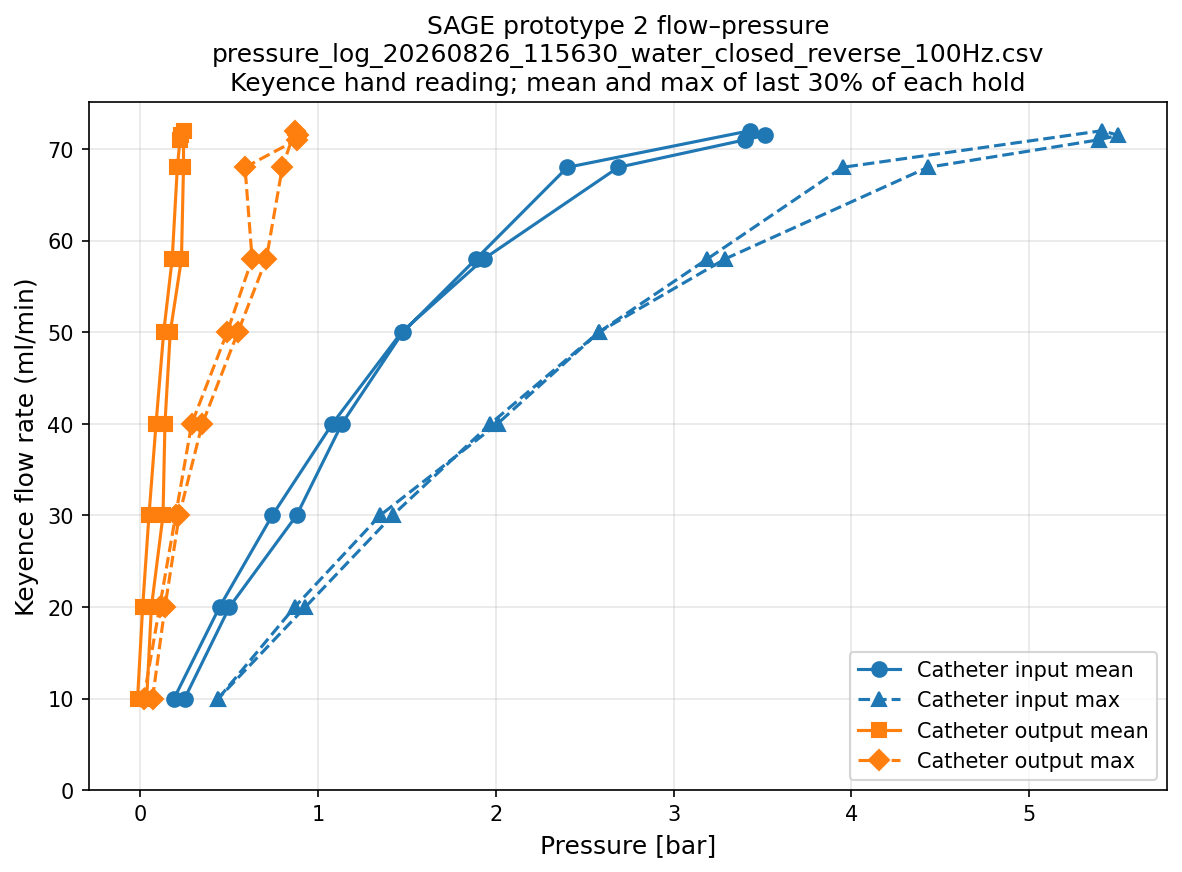 SAGE prototype 2 flow–pressure
pressure_log_20260826_115630_water_closed_reverse_100Hz.csv
Keyence hand reading; mean and max of last 30% of each hold
Keyence flow rate (ml/min)
70
60
50
40
30
20
10
0
Catheter input mean
Catheter input max
Catheter output mean
Catheter output max
0 1 2 3 4 5
Pressure [bar]